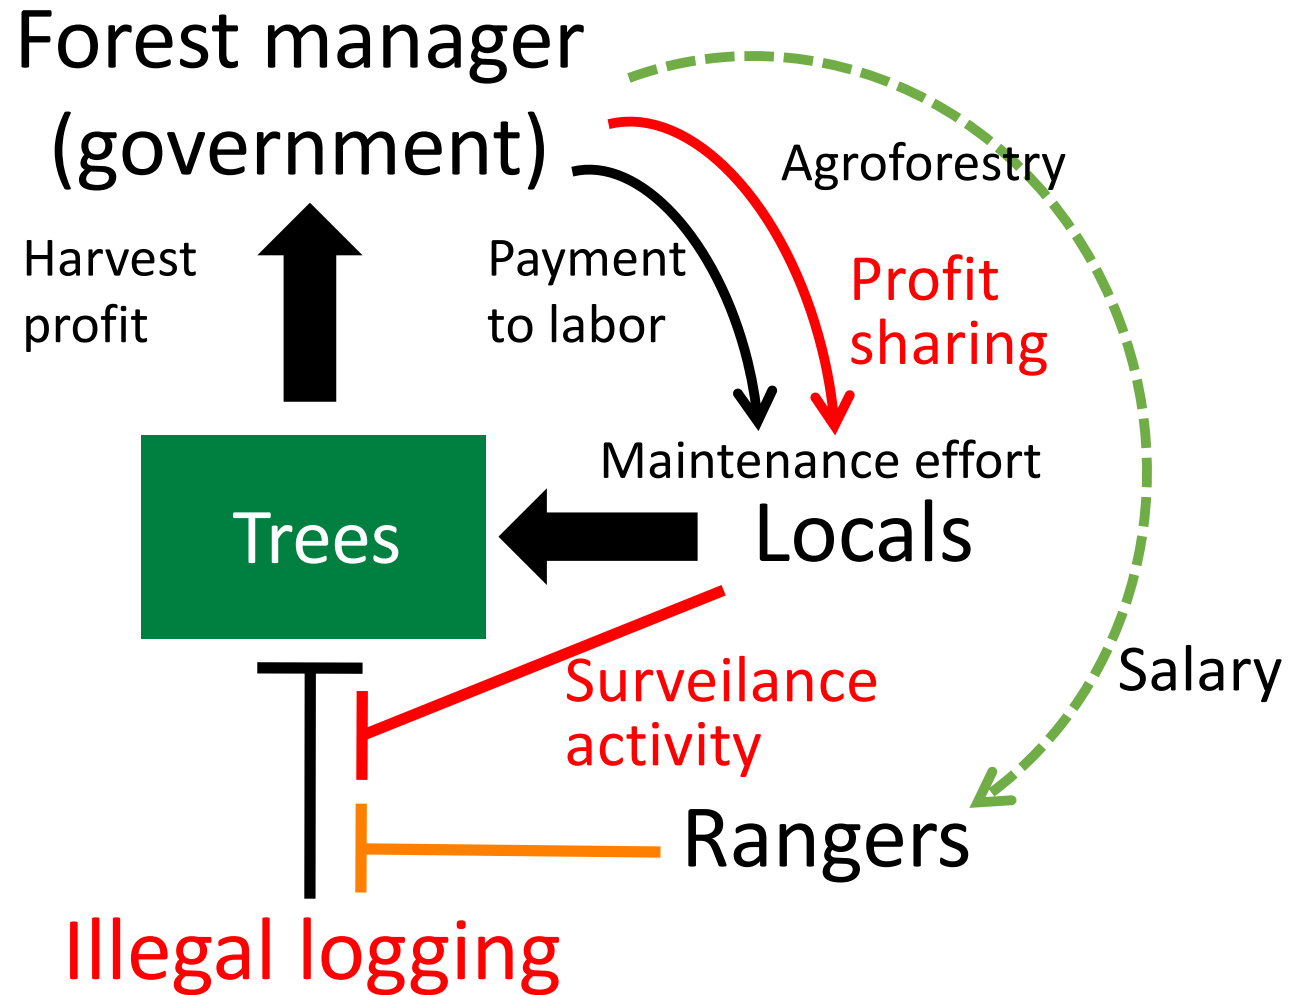 Forest manager
(government)
Agroforestry
Harvest
profit
Payment
to labor
Profit
sharing
Maintenance effort
Trees
Locals
Surveilance
activity
Salary
Rangers
Illegal logging